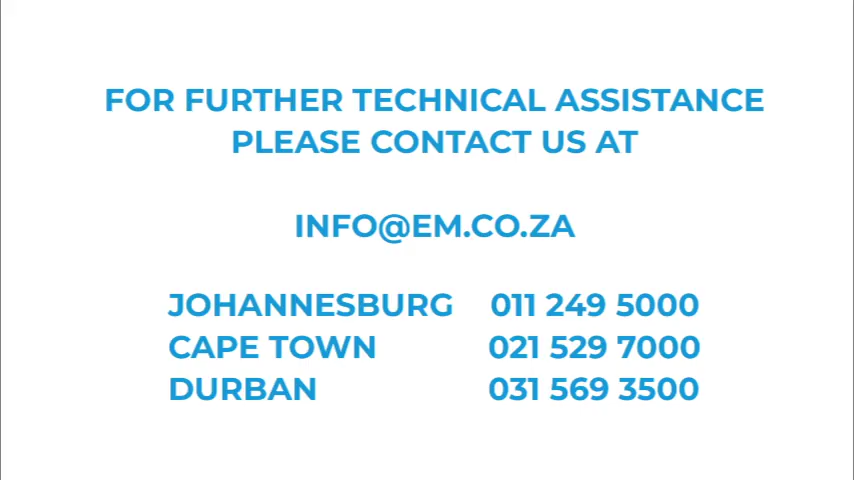 FOR FURTHER TECHNICAL ASSISTANCE
PLEASE CONTACT US AT
INFO@EM.CO.ZA
JOHANNESBURG 011 249 5000
CAPE TOWN 021 529 7000
DURBAN 031 569 3500